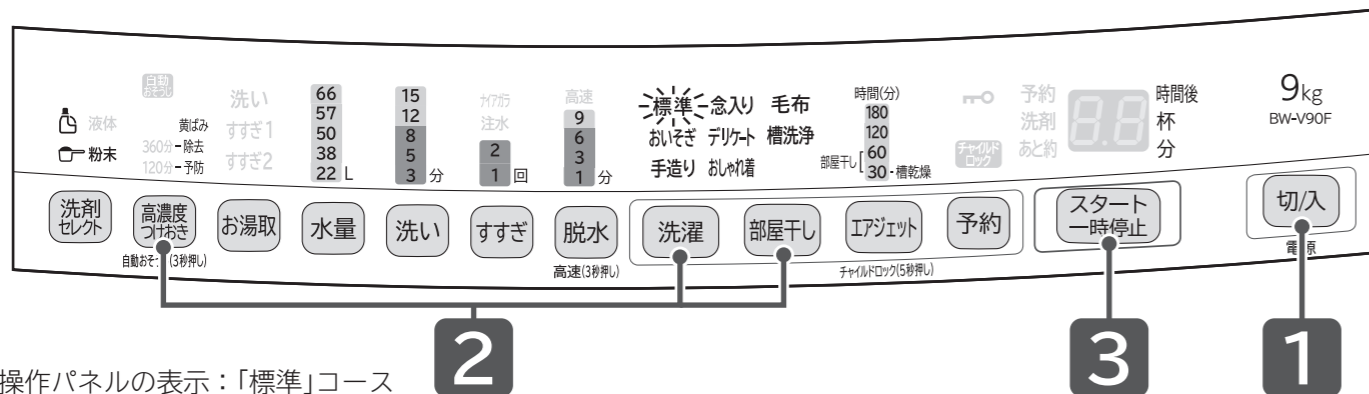 自動
おそうじ
液体
粉末
黄ばみ
360分-除去
120分-予防
洗い
すすぎ1
すすぎ2
66
57
50
38
22 L
15
12
8
5
3 分
ナイアガラ
注水
2
1 回
高速
9
6
3
1 分
標準 念入り 毛布
おいそぎ デリケート 槽洗浄
手造り おしゃれ着
時間(分)
180
120
部屋干し[ 60
30-槽乾燥
チャイルド
ロック
予約
洗剤
あと約
8.8
時間後
杯
分
9kg
BW-V90F
洗剤
セレクト
高濃度
つけおき
お湯取
水量
洗い
すすぎ
脱水
洗濯
部屋干し
エアジェット
予約
スタート
一時停止
切/入
自動おそうじ(3秒押し)
高速(3秒押し)
チャイルドロック(5秒押し)
電源
2
3
1
操作パネルの表示：「標準」コース